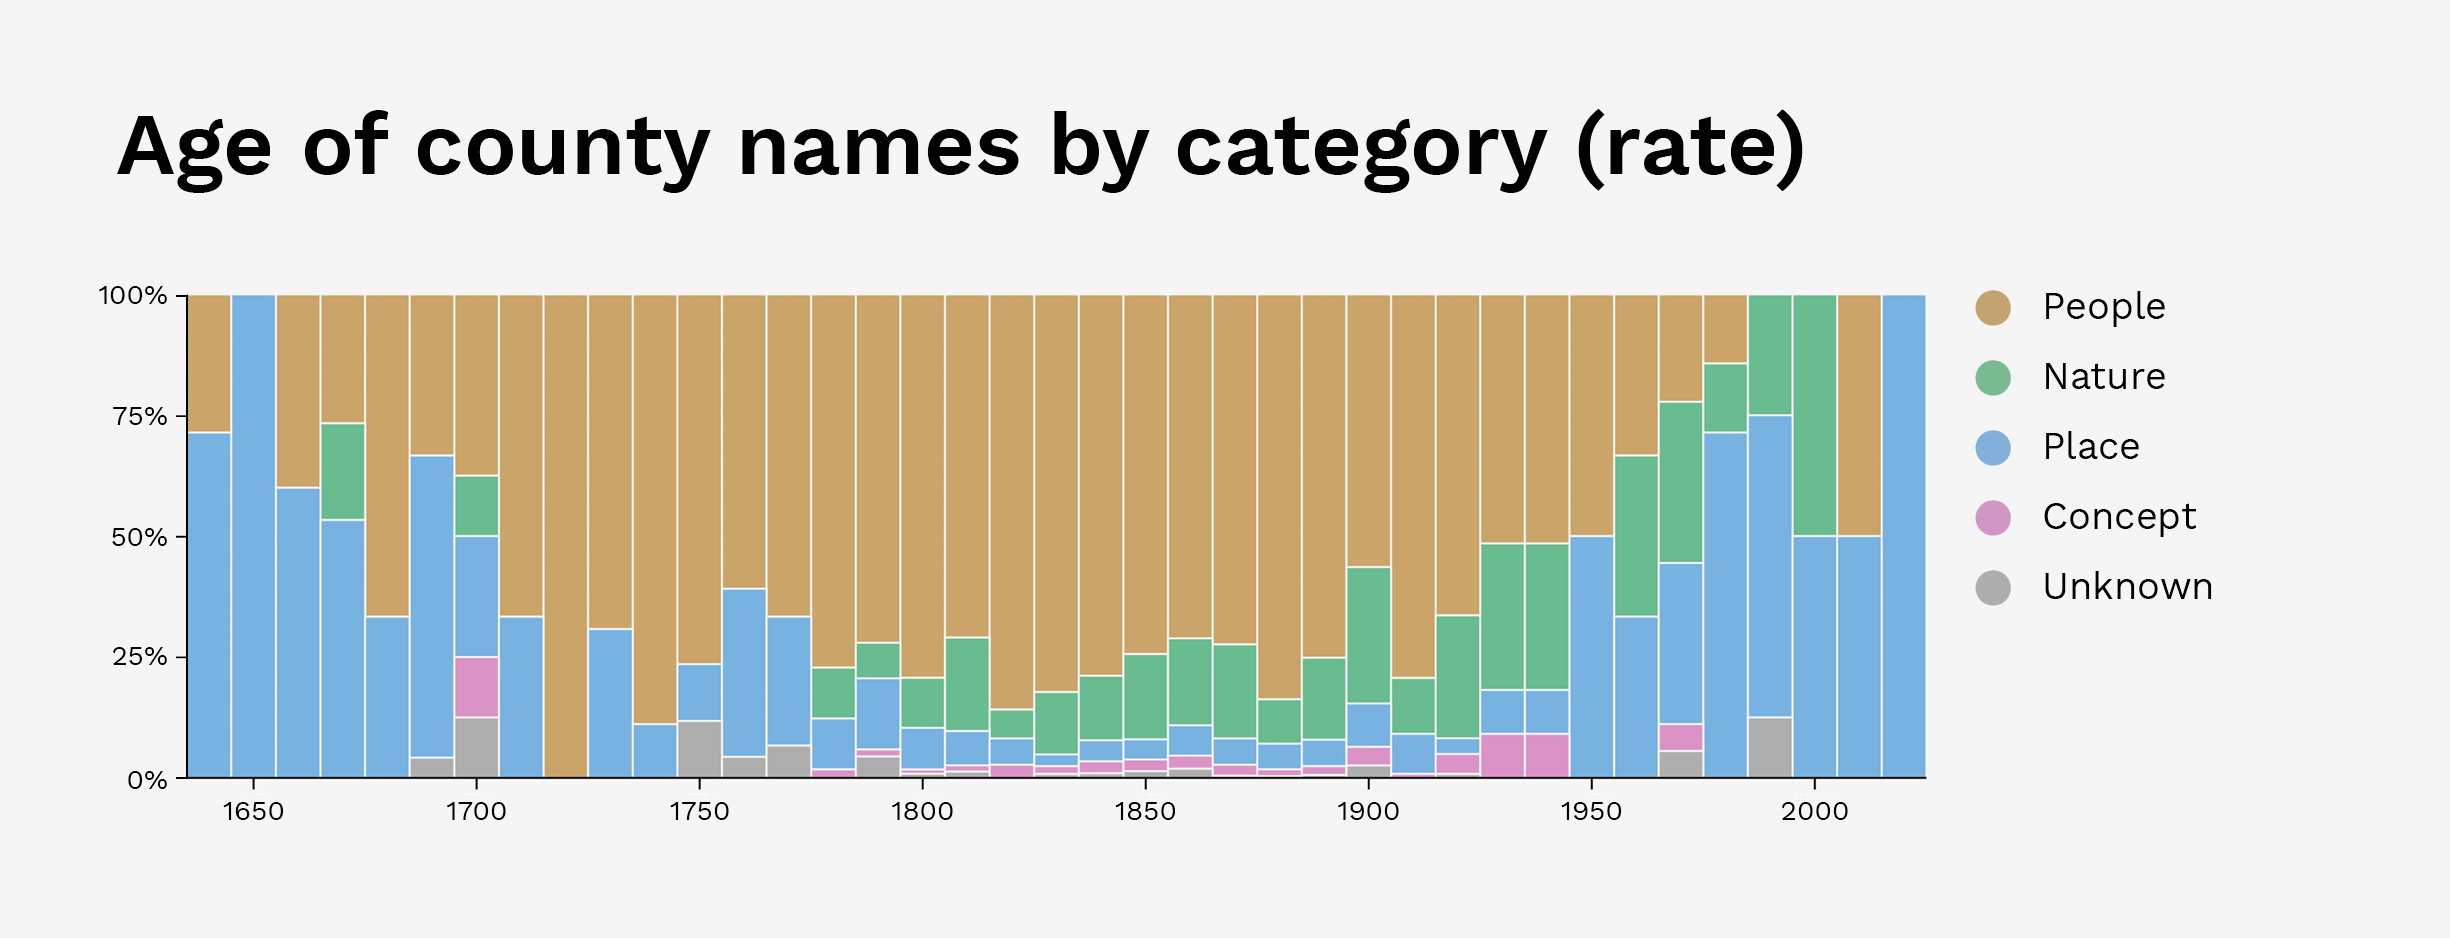 Age of county names by category (rate)
100%
75%
50%
25%
0%
1650 1700 1750 1800 1850 1900 1950 2000
People
Nature
Place
Concept
Unknown